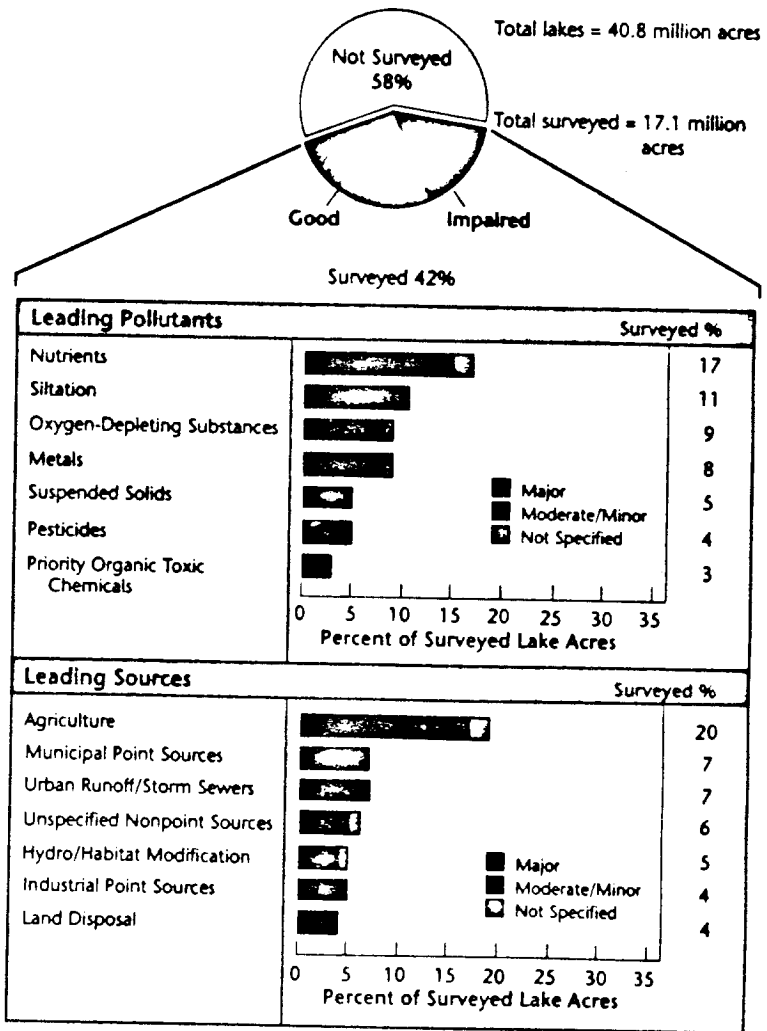 Total lakes = 40.8 million acres
Not Surveyed
58%
Total surveyed = 17.1 million
acres
Good
Impaired
Surveyed 42%
Leading Pollutants
Surveyed %
Nutrients
17
Siltation
11
Oxygen-Depleting Substances
9
Metals
8
Suspended Solids
5
Pesticides
4
Priority Organic Toxic
Chemicals
3
Major
Moderate/Minor
Not Specified
0 5 10 15 20 25 30 35
Percent of Surveyed Lake Acres
Leading Sources
Surveyed %
Agriculture
20
Municipal Point Sources
7
Urban Runoff/Storm Sewers
7
Unspecified Nonpoint Sources
6
Hydro/Habitat Modification
5
Industrial Point Sources
4
Land Disposal
4
Major
Moderate/Minor
Not Specified
0 5 10 15 20 25 30 35
Percent of Surveyed Lake Acres